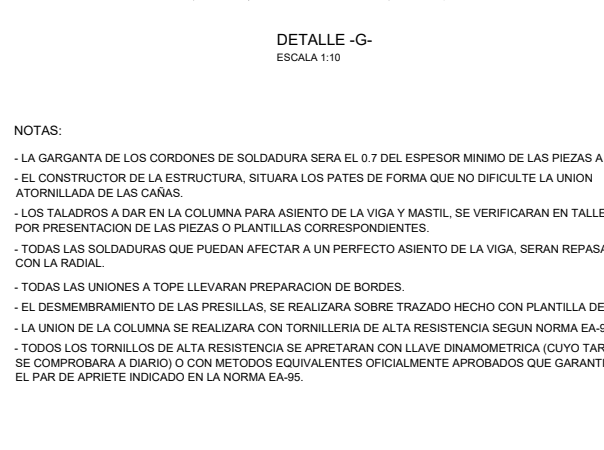 DETALLE -G-
ESCALA 1:10
NOTAS:
- LA GARGANTA DE LOS CORDONES DE SOLDADURA SERA EL 0.7 DEL ESPESOR MINIMO DE LAS PIEZAS A
- EL CONSTRUCTOR DE LA ESTRUCTURA, SITUARA LOS PATES DE FORMA QUE NO DIFICULTE LA UNION
ATORNILLADA DE LAS CAÑAS.
- LOS TALADROS A DAR EN LA COLUMNA PARA ASIENTO DE LA VIGA Y MASTIL, SE VERIFICARAN EN TALLE
POR PRESENTACION DE LAS PIEZAS O PLANTILLAS CORRESPONDIENTES.
- TODAS LAS SOLDADURAS QUE PUEDAN AFECTAR A UN PERFECTO ASIENTO DE LA VIGA, SERAN REPASA
CON LA RADIAL.
- TODAS LAS UNIONES A TOPE LLEVARAN PREPARACION DE BORDES.
- EL DESMEMBRAMIENTO DE LAS PRESILLAS, SE REALIZARA SOBRE TRAZADO HECHO CON PLANTILLA DE
- LA UNION DE LA COLUMNA SE REALIZARA CON TORNILLERIA DE ALTA RESISTENCIA SEGUN NORMA EA-9
- TODOS LOS TORNILLOS DE ALTA RESISTENCIA SE APRETARAN CON LLAVE DINAMOMETRICA (CUYO TAR
SE COMPROBARA A DIARIO) O CON METODOS EQUIVALENTES OFICIALMENTE APROBADOS QUE GARANTI
EL PAR DE APRIETE INDICADO EN LA NORMA EA-95.